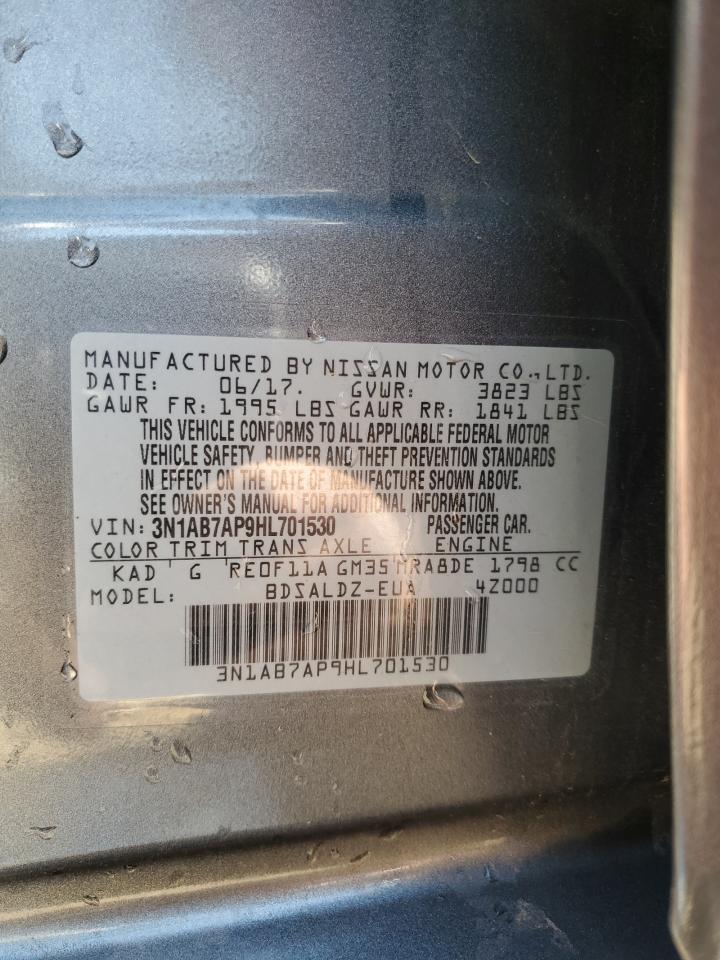 MANUFACTURED BY NISSAN MOTOR CO., LTD.
DATE: 06/17. GVWR: 3823 LBS
GAWR FR: 1995 LBS GAWR RR: 1841 LBS
THIS VEHICLE CONFORMS TO ALL APPLICABLE FEDERAL MOTOR
VEHICLE SAFETY, BUMPER AND THEFT PREVENTION STANDARDS
IN EFFECT ON THE DATE OF MANUFACTURE SHOWN ABOVE.
SEE OWNER'S MANUAL FOR ADDITIONAL INFORMATION.
VIN: 3N1AB7AP9HL701530 PASSENGER CAR.
COLOR TRIM TRANS AXLE ENGINE
KAD G RE0F11A GM35 MRA8DE 1798 CC
MODEL: BDSALDZ-EUA 4Z000
3N1AB7AP9HL701530